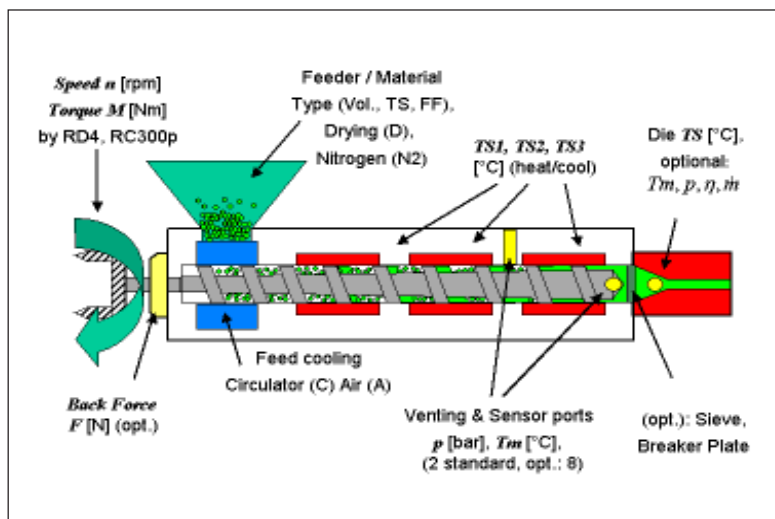 Speed n [rpm]
Torque M [Nm]
by RD4, RC300p
Feeder / Material
Type (Vol., TS, FF),
Drying (D),
Nitrogen (N2)
TS1, TS2, TS3
[°C] (heat/cool)
Die TS [°C],
optional:
Tm, p, η, ṁ
Feed cooling
Circulator (C) Air (A)
Back Force
F [N] (opt.)
Venting & Sensor ports
p [bar], Tm [°C],
(2 standard, opt.: 8)
(opt.): Sieve,
Breaker Plate